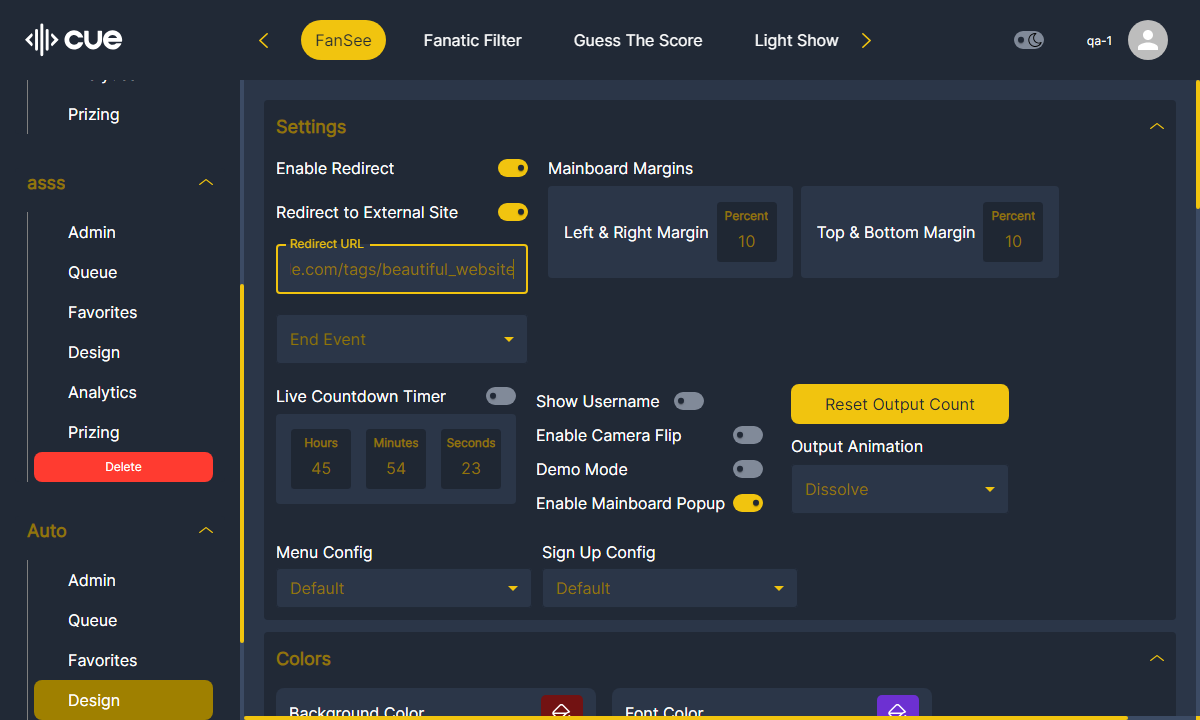 CUE
FanSee
Fanatic Filter
Guess The Score
Light Show
qa-1
Prizing
asss
Admin
Queue
Favorites
Design
Analytics
Prizing
Delete
Auto
Admin
Queue
Favorites
Design
Settings
Enable Redirect
Mainboard Margins
Redirect to External Site
Left & Right Margin
Percent
10
Top & Bottom Margin
Percent
10
Redirect URL
e.com/tags/beautiful_website
End Event
Live Countdown Timer
Hours
45
Minutes
54
Seconds
23
Show Username
Enable Camera Flip
Demo Mode
Enable Mainboard Popup
Reset Output Count
Output Animation
Dissolve
Menu Config
Default
Sign Up Config
Default
Colors
Background Color
Font Color